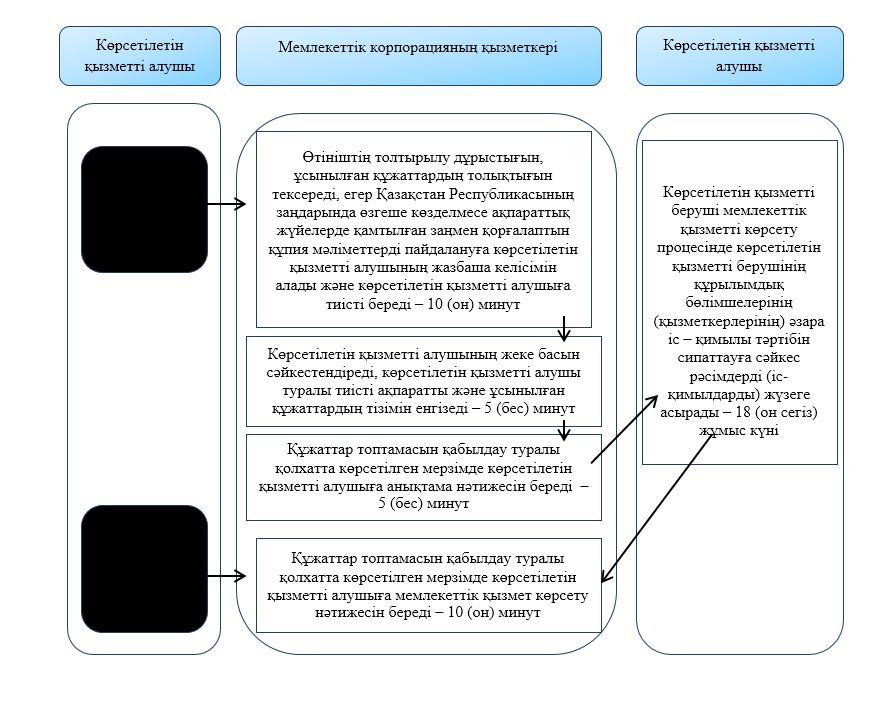 Көрсетілетін
қызметті алушы
Мемлекеттік корпорацияның қызметкері
Көрсетілетін қызметті
алушы
Өтініштің толтырылу дұрыстығын,
ұсынылған құжаттардың толықтығын
тексереді, егер Қазақстан Республикасының
заңдарында өзгеше көзделмесе ақпараттық
жүйелерде қамтылған заңмен қорғалаптын
құпия мәліметтерді пайдалануға көрсетілетін
қызметті алушының жазбаша келісімін
алады және көрсетілетін қызметті алушыға
тиісті береді – 10 (он) минут
Көрсетілетін қызметті алушының жеке басын
сәйкестендіреді, көрсетілетін қызметті алушы
туралы тиісті ақпаратты және ұсынылған
құжаттардың тізімін енгізеді – 5 (бес) минут
Құжаттар топтамасын қабылдау туралы
қолхатта көрсетілген мерзімде көрсетілетін
қызметті алушыға анықтама нәтижесін береді –
5 (бес) минут
Құжаттар топтамасын қабылдау туралы
қолхатта көрсетілген мерзімде көрсетілетін
қызметті алушыға мемлекеттік қызмет көрсету
нәтижесін береді – 10 (он) минут
Көрсетілетін қызметті
беруші мемлекеттік
қызметті көрсету
процесінде көрсетілетін
қызметті берушінің
құрылымдық
бөлімшелерінің
(қызметкерлерінің) әзара
іс – қимылы тәртібін
сипаттауға сәйкес
рәсімдерді (іс-
қимылдарды) жүзеге
асырады – 18 (он сегіз)
жұмыс күні